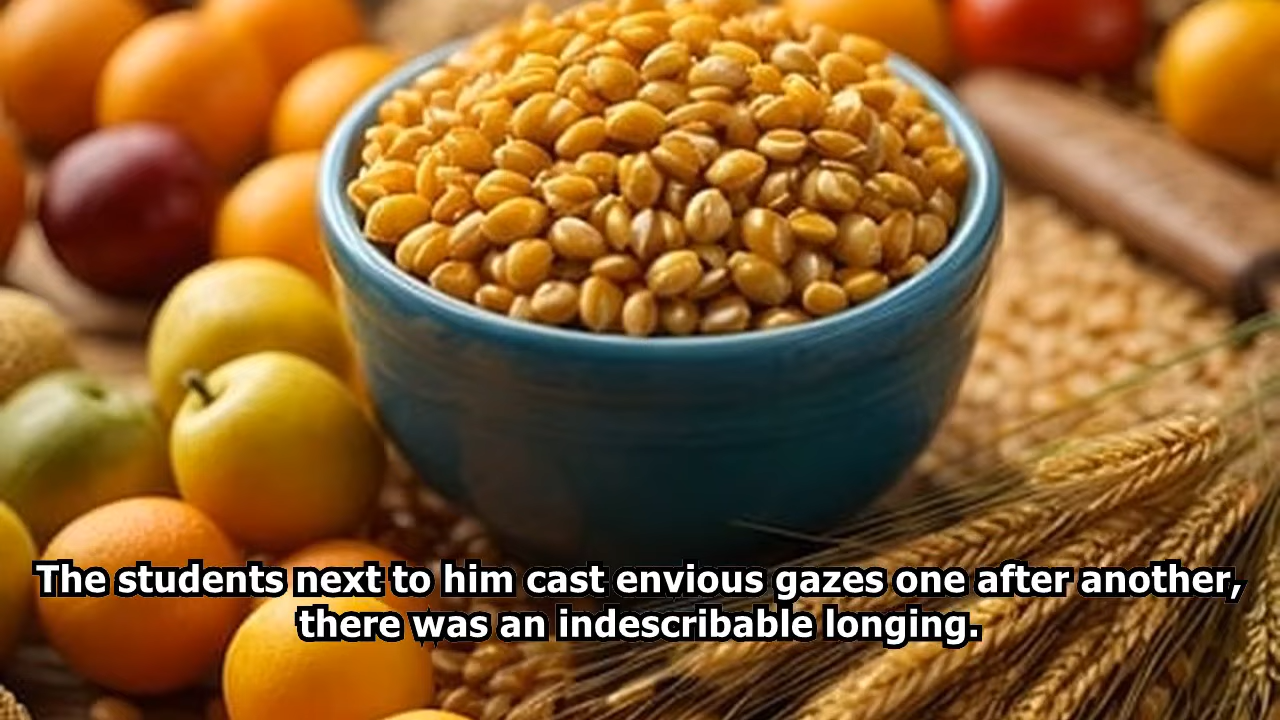 The students next to him cast envious gazes one after another,
there was an indescribable longing.